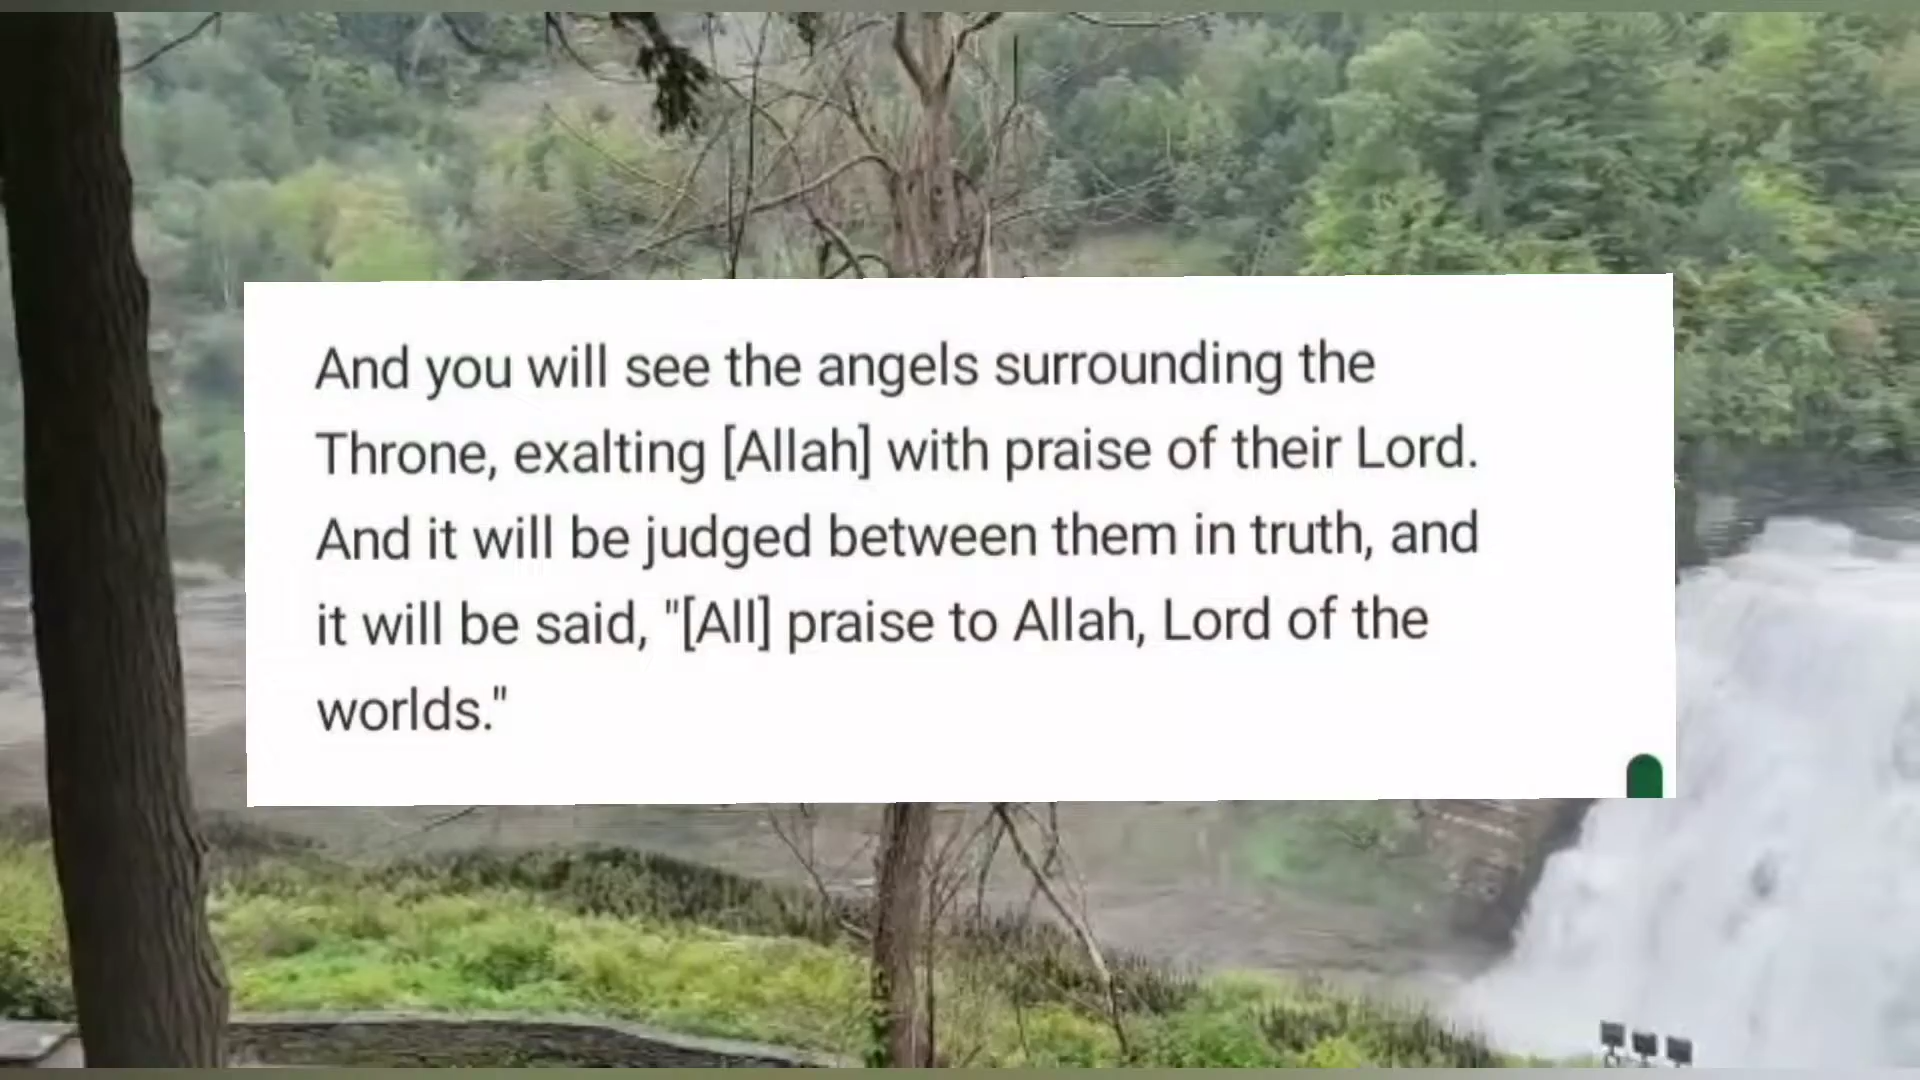 And you will see the angels surrounding the
Throne, exalting [Allah] with praise of their Lord.
And it will be judged between them in truth, and
it will be said, "[All] praise to Allah, Lord of the
worlds."